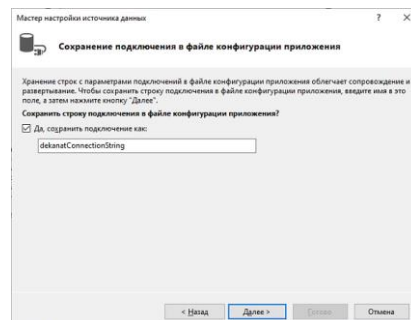 Мастер настройки источника данных
? ×
Сохранение подключения в файле конфигурации приложения
Хранение строк с параметрами подключений в файле конфигурации приложения облегчает сопровождение и
развертывание. Чтобы сохранить строку подключения в файле конфигурации приложения, введите имя в это
поле, а затем нажмите кнопку "Далее".
Сохранить строку подключения в файле конфигурации приложения?
Да, сохранить подключение как:
dekanatConnectionString
< Назад Далее > Готово Отмена